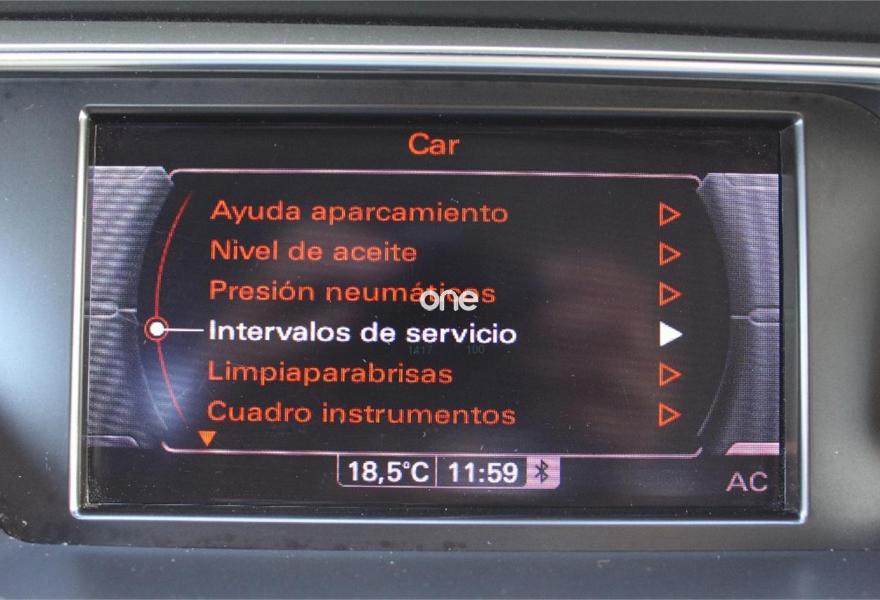 Car
Ayuda aparcamiento
Nivel de aceite
Presión neumáticos
one
Intervalos de servicio
Limpiaparabrisas
Cuadro instrumentos
18,5°C 11:59
AC